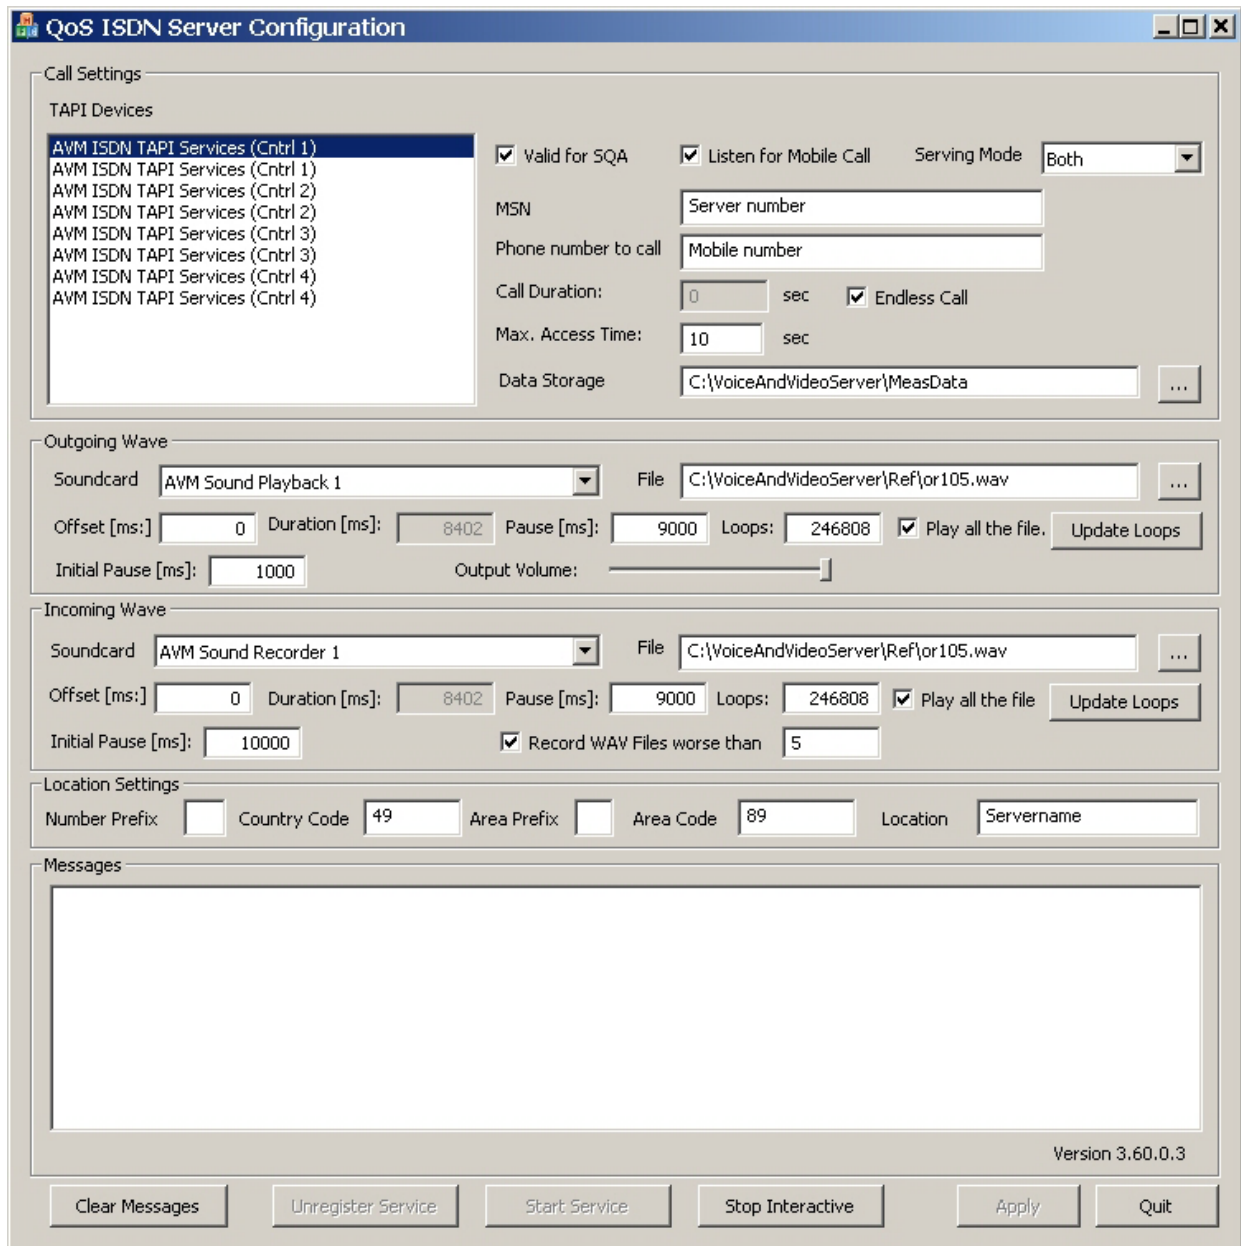 QoS ISDN Server Configuration
Call Settings
TAPI Devices
AVM ISDN TAPI Services (Cntrl 1)
AVM ISDN TAPI Services (Cntrl 1)
AVM ISDN TAPI Services (Cntrl 2)
AVM ISDN TAPI Services (Cntrl 2)
AVM ISDN TAPI Services (Cntrl 3)
AVM ISDN TAPI Services (Cntrl 3)
AVM ISDN TAPI Services (Cntrl 4)
AVM ISDN TAPI Services (Cntrl 4)
Valid for SQA Listen for Mobile Call Serving Mode Both
MSN Server number
Phone number to call Mobile number
Call Duration: 0 sec Endless Call
Max. Access Time: 10 sec
Data Storage C:\VoiceAndVideoServer\MeasData ...
Outgoing Wave
Soundcard AVM Sound Playback 1 File C:\VoiceAndVideoServer\Ref\or105.wav ...
Offset [ms:] 0 Duration [ms]: 8402 Pause [ms]: 9000 Loops: 246808 Play all the file. Update Loops
Initial Pause [ms]: 1000 Output Volume:
Incoming Wave
Soundcard AVM Sound Recorder 1 File C:\VoiceAndVideoServer\Ref\or105.wav ...
Offset [ms:] 0 Duration [ms]: 8402 Pause [ms]: 9000 Loops: 246808 Play all the file Update Loops
Initial Pause [ms]: 10000 Record WAV Files worse than 5
Location Settings
Number Prefix Country Code 49 Area Prefix Area Code 89 Location Servername
Messages
Version 3.60.0.3
Clear Messages Unregister Service Start Service Stop Interactive Apply Quit